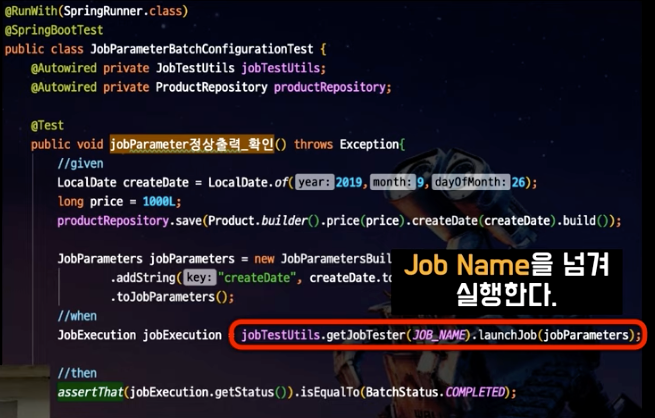 @RunWith(SpringRunner.class)
@SpringBootTest
public class JobParameterBatchConfigurationTest {
@Autowired private JobTestUtils jobTestUtils;
@Autowired private ProductRepository productRepository;
@Test
public void jobParameter정상출력_확인() throws Exception{
//given
LocalDate createDate = LocalDate.of( year: 2019, month: 9, dayOfMonth: 26);
long price = 1000L;
productRepository.save(Product.builder().price(price).createDate(createDate).build());
JobParameters jobParameters = new JobParametersBuil
.addString( key: "createDate", createDate.to
.toJobParameters();
Job Name을 넘겨
실행한다.
//when
JobExecution jobExecution jobTestUtils.getJobTester(JOB_NAME).launchJob(jobParameters);
//then
assertThat(jobExecution.getStatus()).isEqualTo(BatchStatus.COMPLETED);